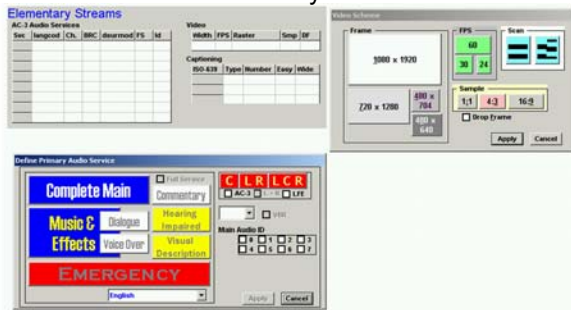 Elementary Streams
AC-3 Audio Services
Svc langcod Ch. BRC dsurmod FS Id
Video
Width FPS Raster Smp DF
Captioning
ISO-639 Type Number Easy Wide
Video Scheme
Frame
1080 x 1920
720 x 1280
480 x 704
480 x 640
FPS
60
30 24
Scan
Sample
1:1 4:3 16:9
Drop Frame
Apply Cancel
Define Primary Audio Service
Complete Main
Full Service
Commentary
Music & Effects
Dialogue
Voice Over
Hearing Impaired
Visual Description
EMERGENCY
English
C L R L C R
AC-3 L - R LFE
Main Audio ID
0 1 2 3
4 5 6 7
Apply Cancel